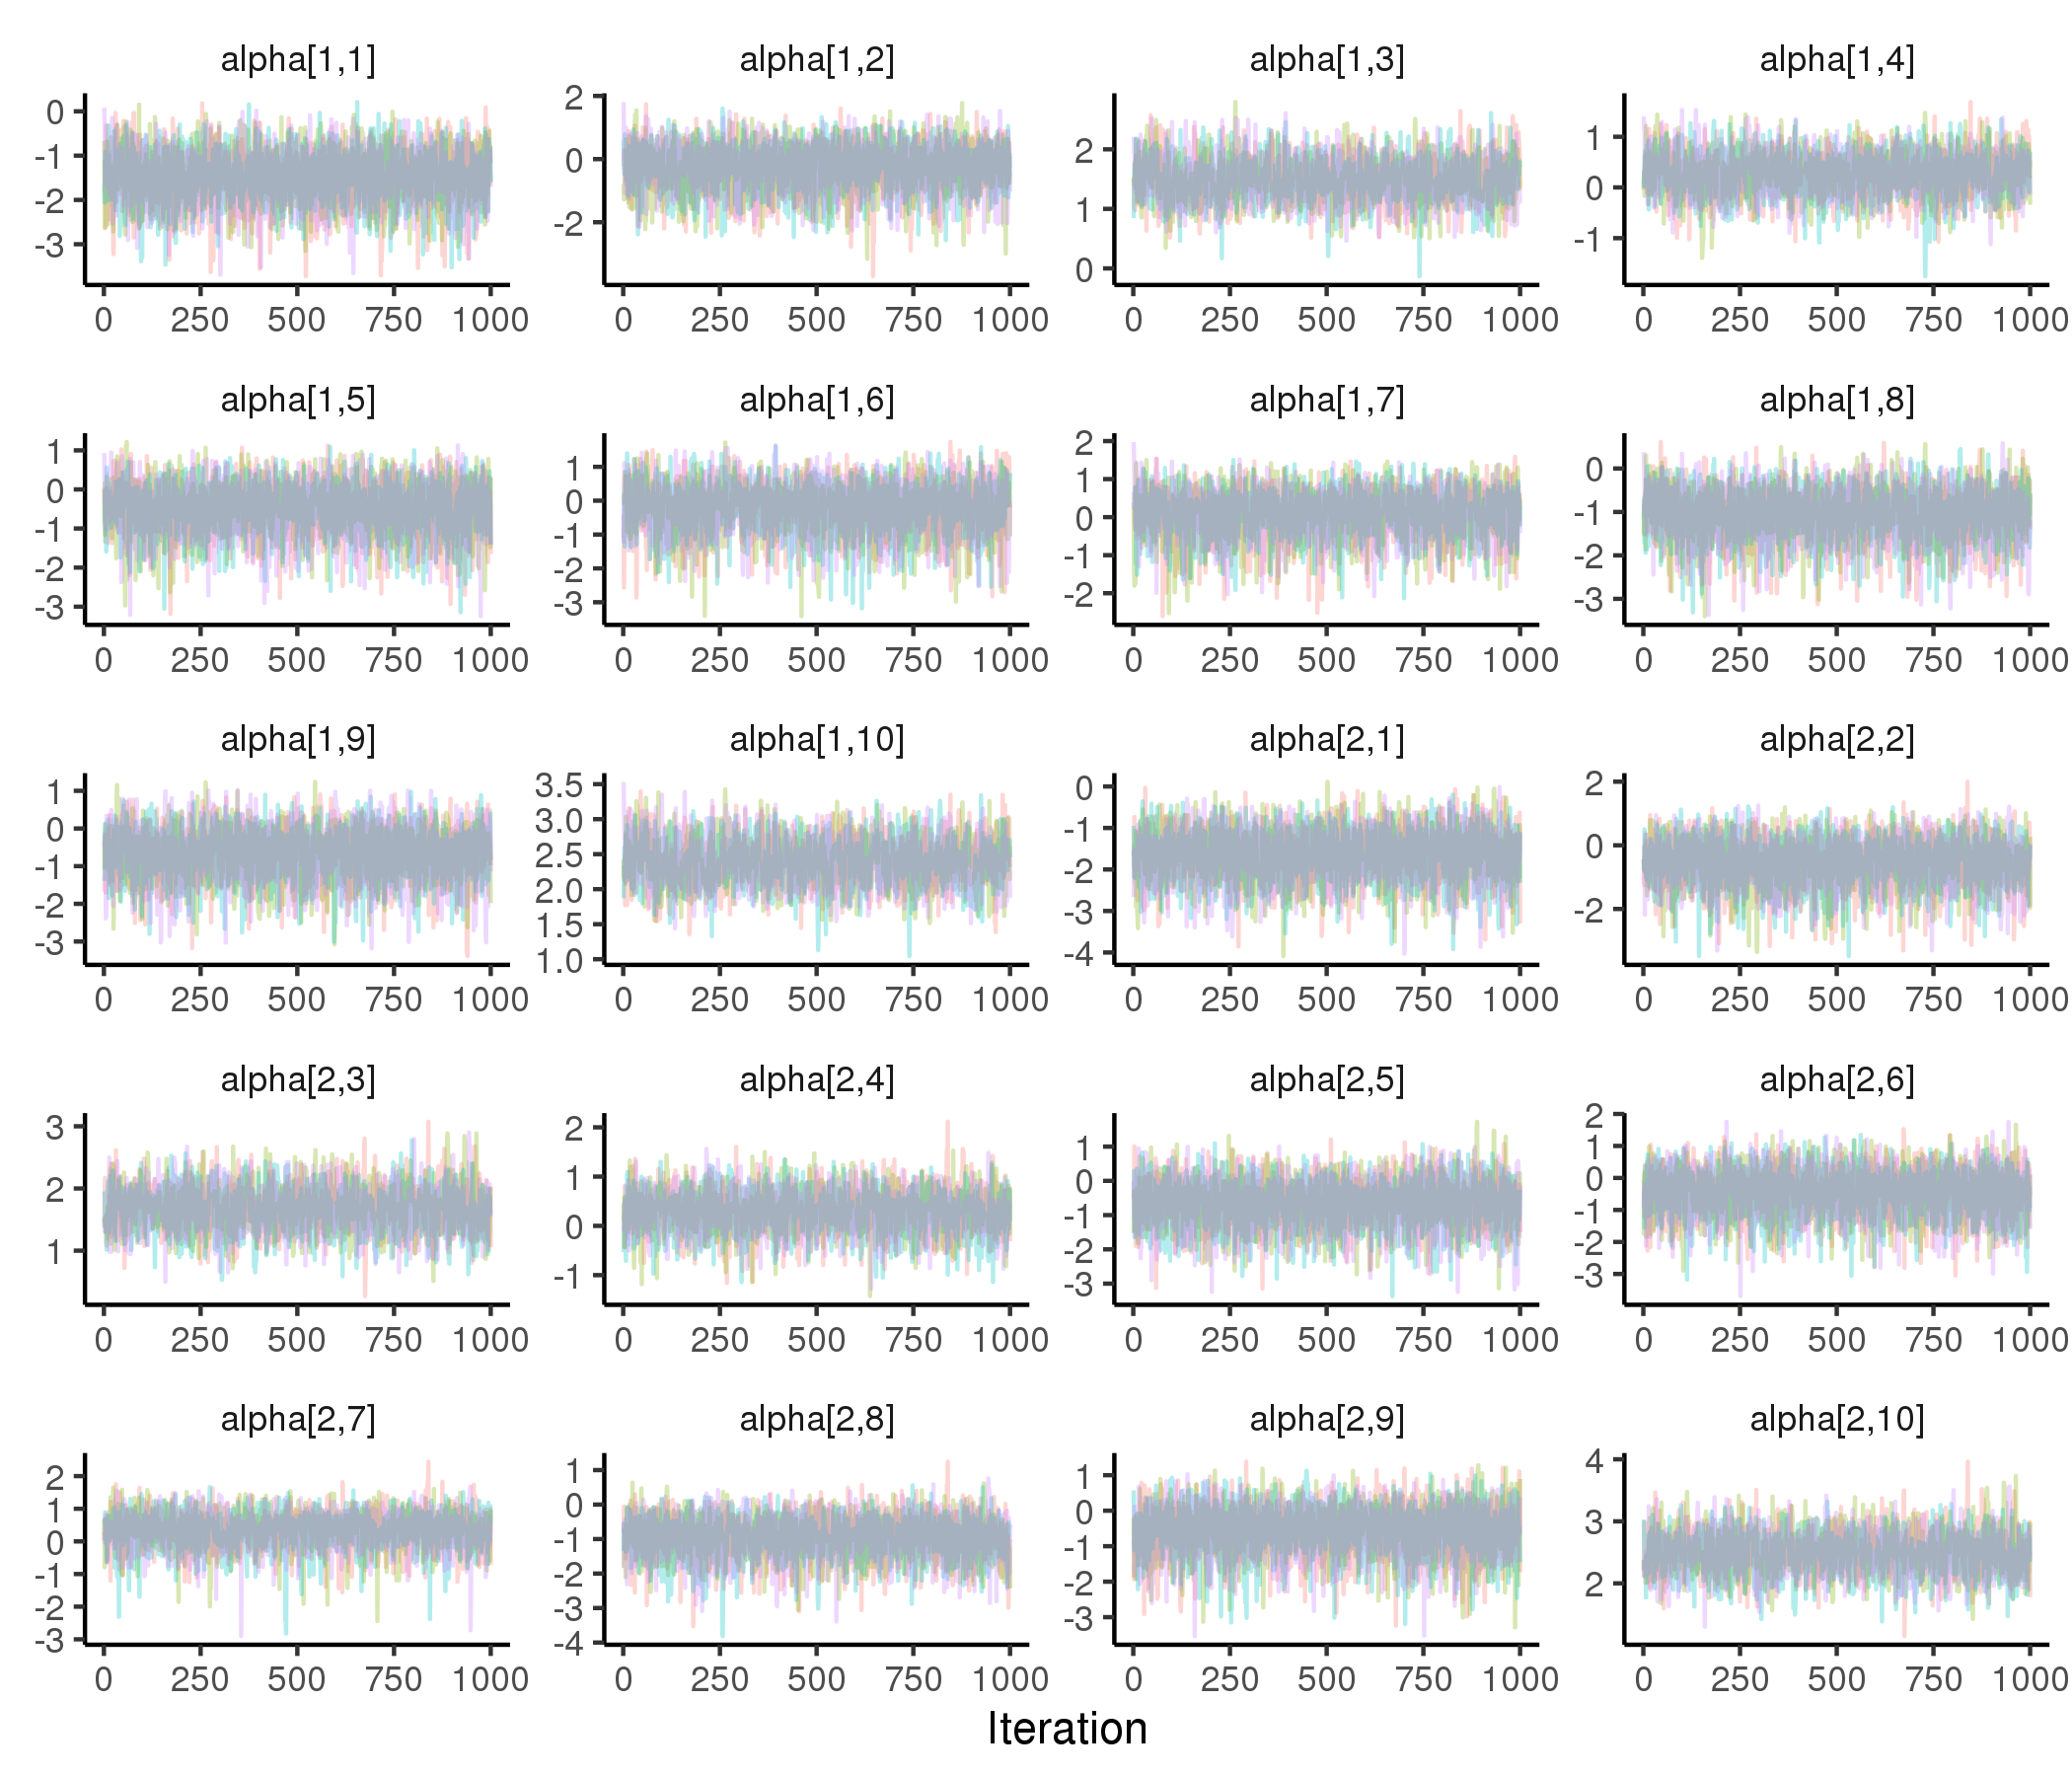 alpha[1,1] alpha[1,2] alpha[1,3] alpha[1,4]
0 -1 -2 -3
2 0 -2
2 1 0
1 0 -1
0 250 500 750 1000 0 250 500 750 1000 0 250 500 750 1000 0 250 500 750 1000
alpha[1,5] alpha[1,6] alpha[1,7] alpha[1,8]
1 0 -1 -2 -3
1 0 -1 -2 -3
2 1 0 -1 -2
0 -1 -2 -3
0 250 500 750 1000 0 250 500 750 1000 0 250 500 750 1000 0 250 500 750 1000
alpha[1,9] alpha[1,10] alpha[2,1] alpha[2,2]
1 0 -1 -2 -3
3.5 3.0 2.5 2.0 1.5 1.0
0 -1 -2 -3 -4
2 0 -2
0 250 500 750 1000 0 250 500 750 1000 0 250 500 750 1000 0 250 500 750 1000
alpha[2,3] alpha[2,4] alpha[2,5] alpha[2,6]
3 2 1
2 1 0 -1
1 0 -1 -2 -3
2 1 0 -1 -2 -3
0 250 500 750 1000 0 250 500 750 1000 0 250 500 750 1000 0 250 500 750 1000
alpha[2,7] alpha[2,8] alpha[2,9] alpha[2,10]
2 1 0 -1 -2 -3
1 0 -1 -2 -3 -4
1 0 -1 -2 -3
4 3 2
0 250 500 750 1000 0 250 500 750 1000 0 250 500 750 1000 0 250 500 750 1000
Iteration